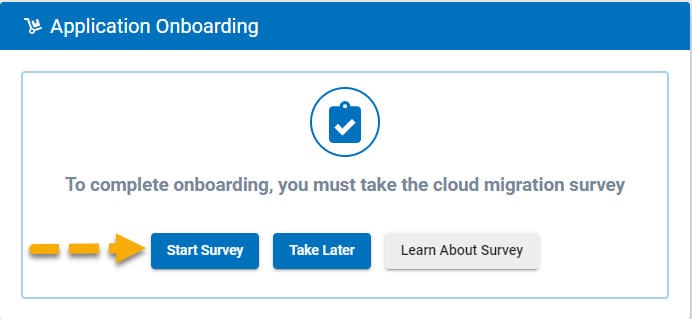 Application Onboarding
To complete onboarding, you must take the cloud migration survey
Start Survey
Take Later
Learn About Survey